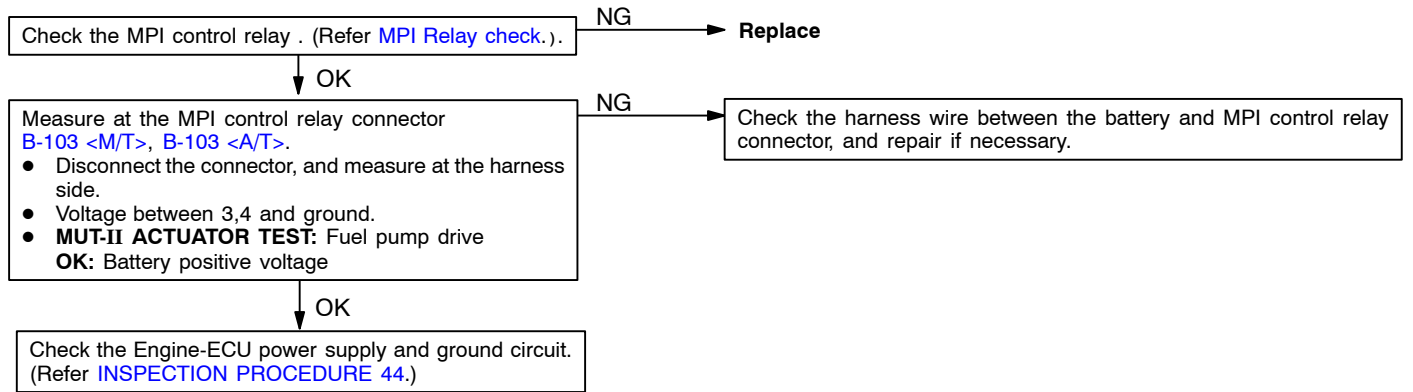 Check the MPI control relay . (Refer MPI Relay check.).
NG
Replace
OK
Measure at the MPI control relay connector
B-103 <M/T>, B-103 <A/T>.
● Disconnect the connector, and measure at the harness
side.
● Voltage between 3,4 and ground.
● MUT-II ACTUATOR TEST: Fuel pump drive
OK: Battery positive voltage
NG
Check the harness wire between the battery and MPI control relay
connector, and repair if necessary.
OK
Check the Engine-ECU power supply and ground circuit.
(Refer INSPECTION PROCEDURE 44.)